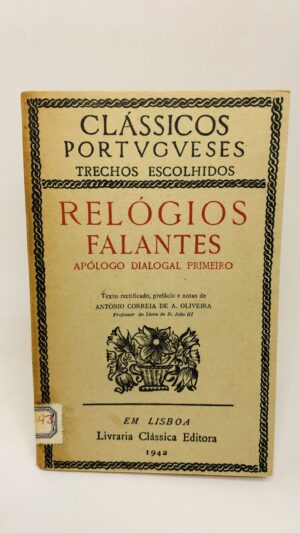 CLÁSSICOS
PORTVGVESES
TRECHOS ESCOLHIDOS
RELÓGIOS
FALANTES
APÓLOGO DIALOGAL PRIMEIRO
Texto rectificado, prefácio e notas de
ANTÓNIO CORREIA DE A. OLIVEIRA
Professor do Liceu de D. João III
EM LISBOA
Livraria Clássica Editora
1942